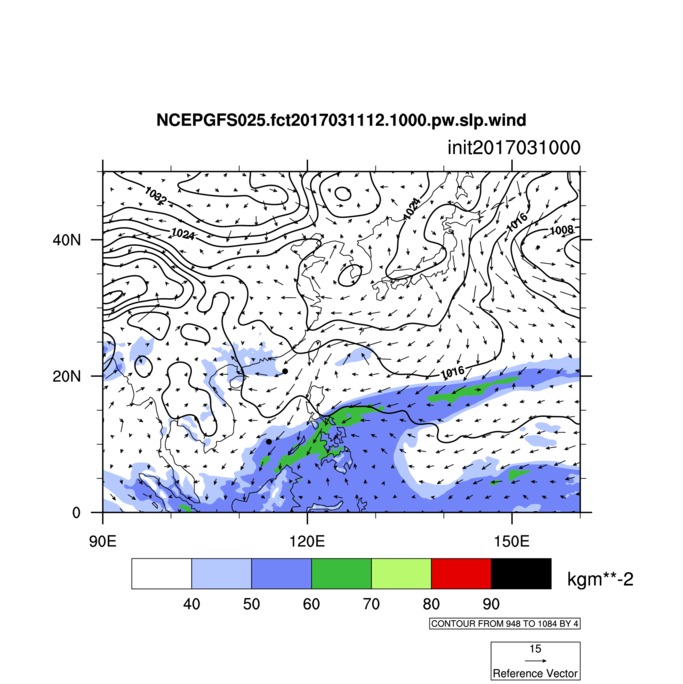 NCEPGFS025.fct2017031112.1000.pw.slp.wind
init2017031000
1032
1024
1024
1016
1008
40N
1016
20N
0
90E 120E 150E
kgm**-2
40 50 60 70 80 90
CONTOUR FROM 948 TO 1084 BY 4
15
Reference Vector